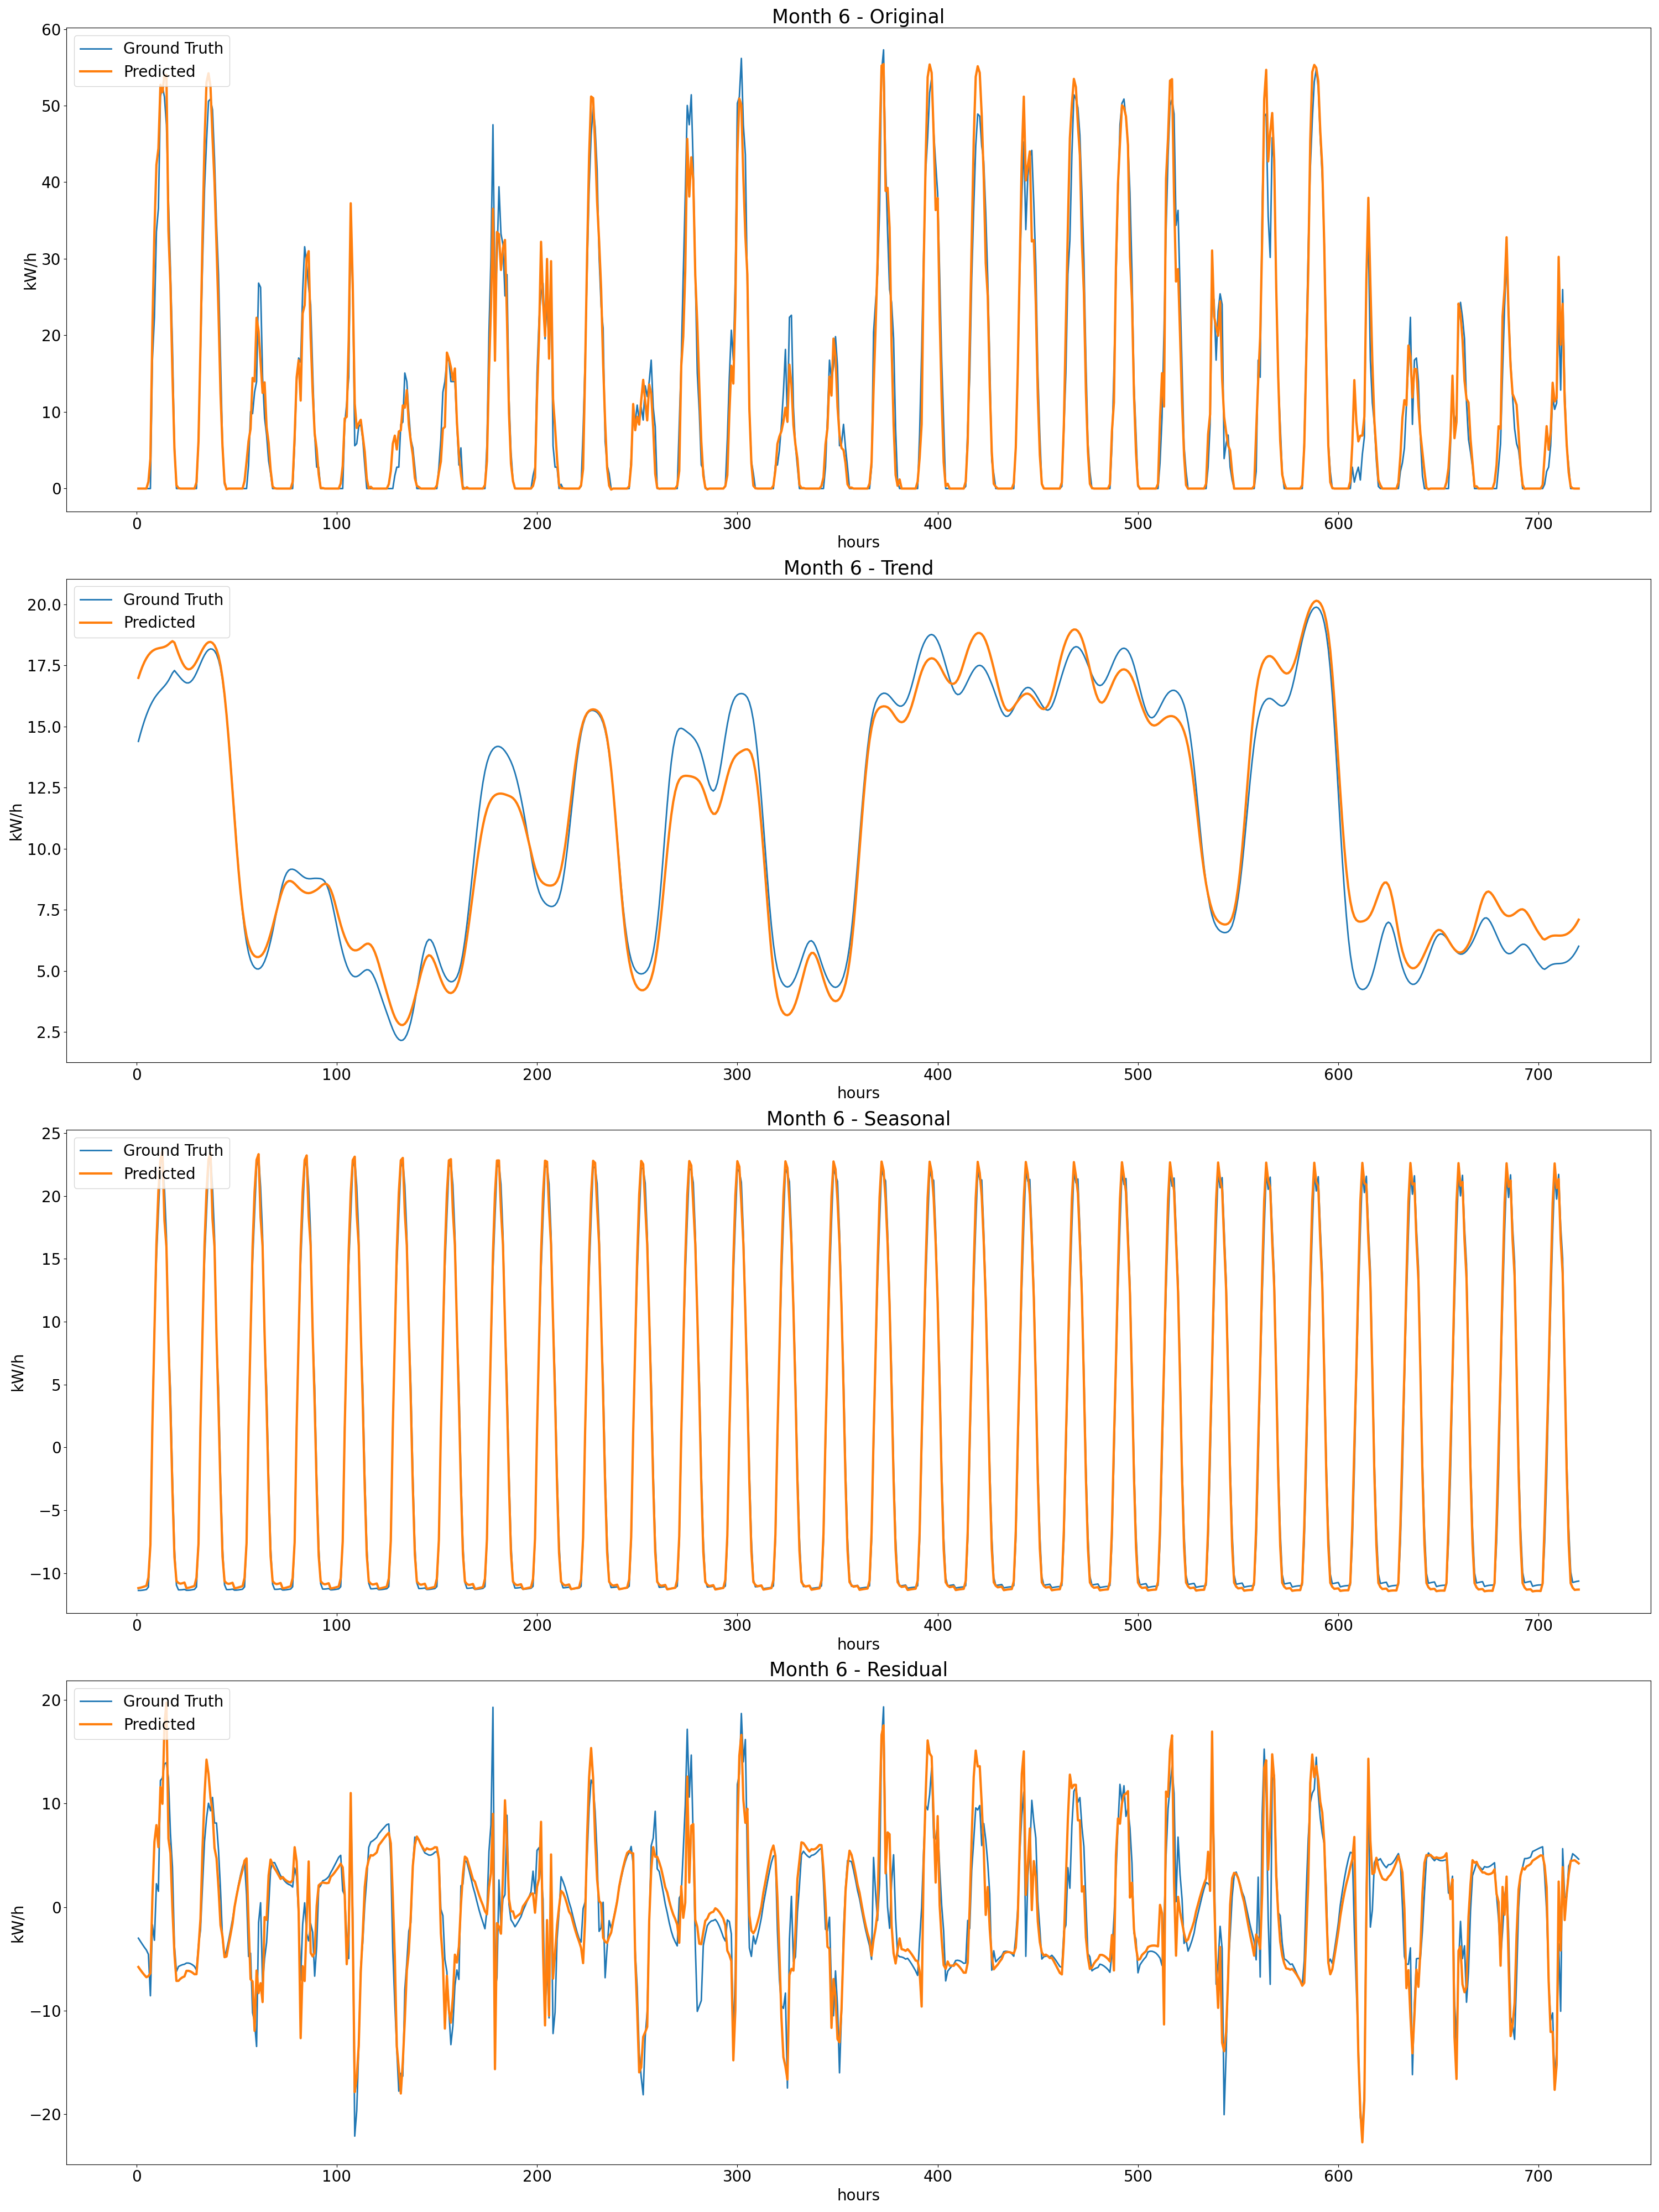 Month 6 - Original
Ground Truth
Predicted
60
50
40
30
20
10
0
kW/h
0 100 200 300 400 500 600 700
hours
Month 6 - Trend
Ground Truth
Predicted
20.0
17.5
15.0
12.5
10.0
7.5
5.0
2.5
kW/h
0 100 200 300 400 500 600 700
hours
Month 6 - Seasonal
Ground Truth
Predicted
25
20
15
10
5
0
−5
−10
kW/h
0 100 200 300 400 500 600 700
hours
Month 6 - Residual
Ground Truth
Predicted
20
10
0
−10
−20
kW/h
0 100 200 300 400 500 600 700
hours